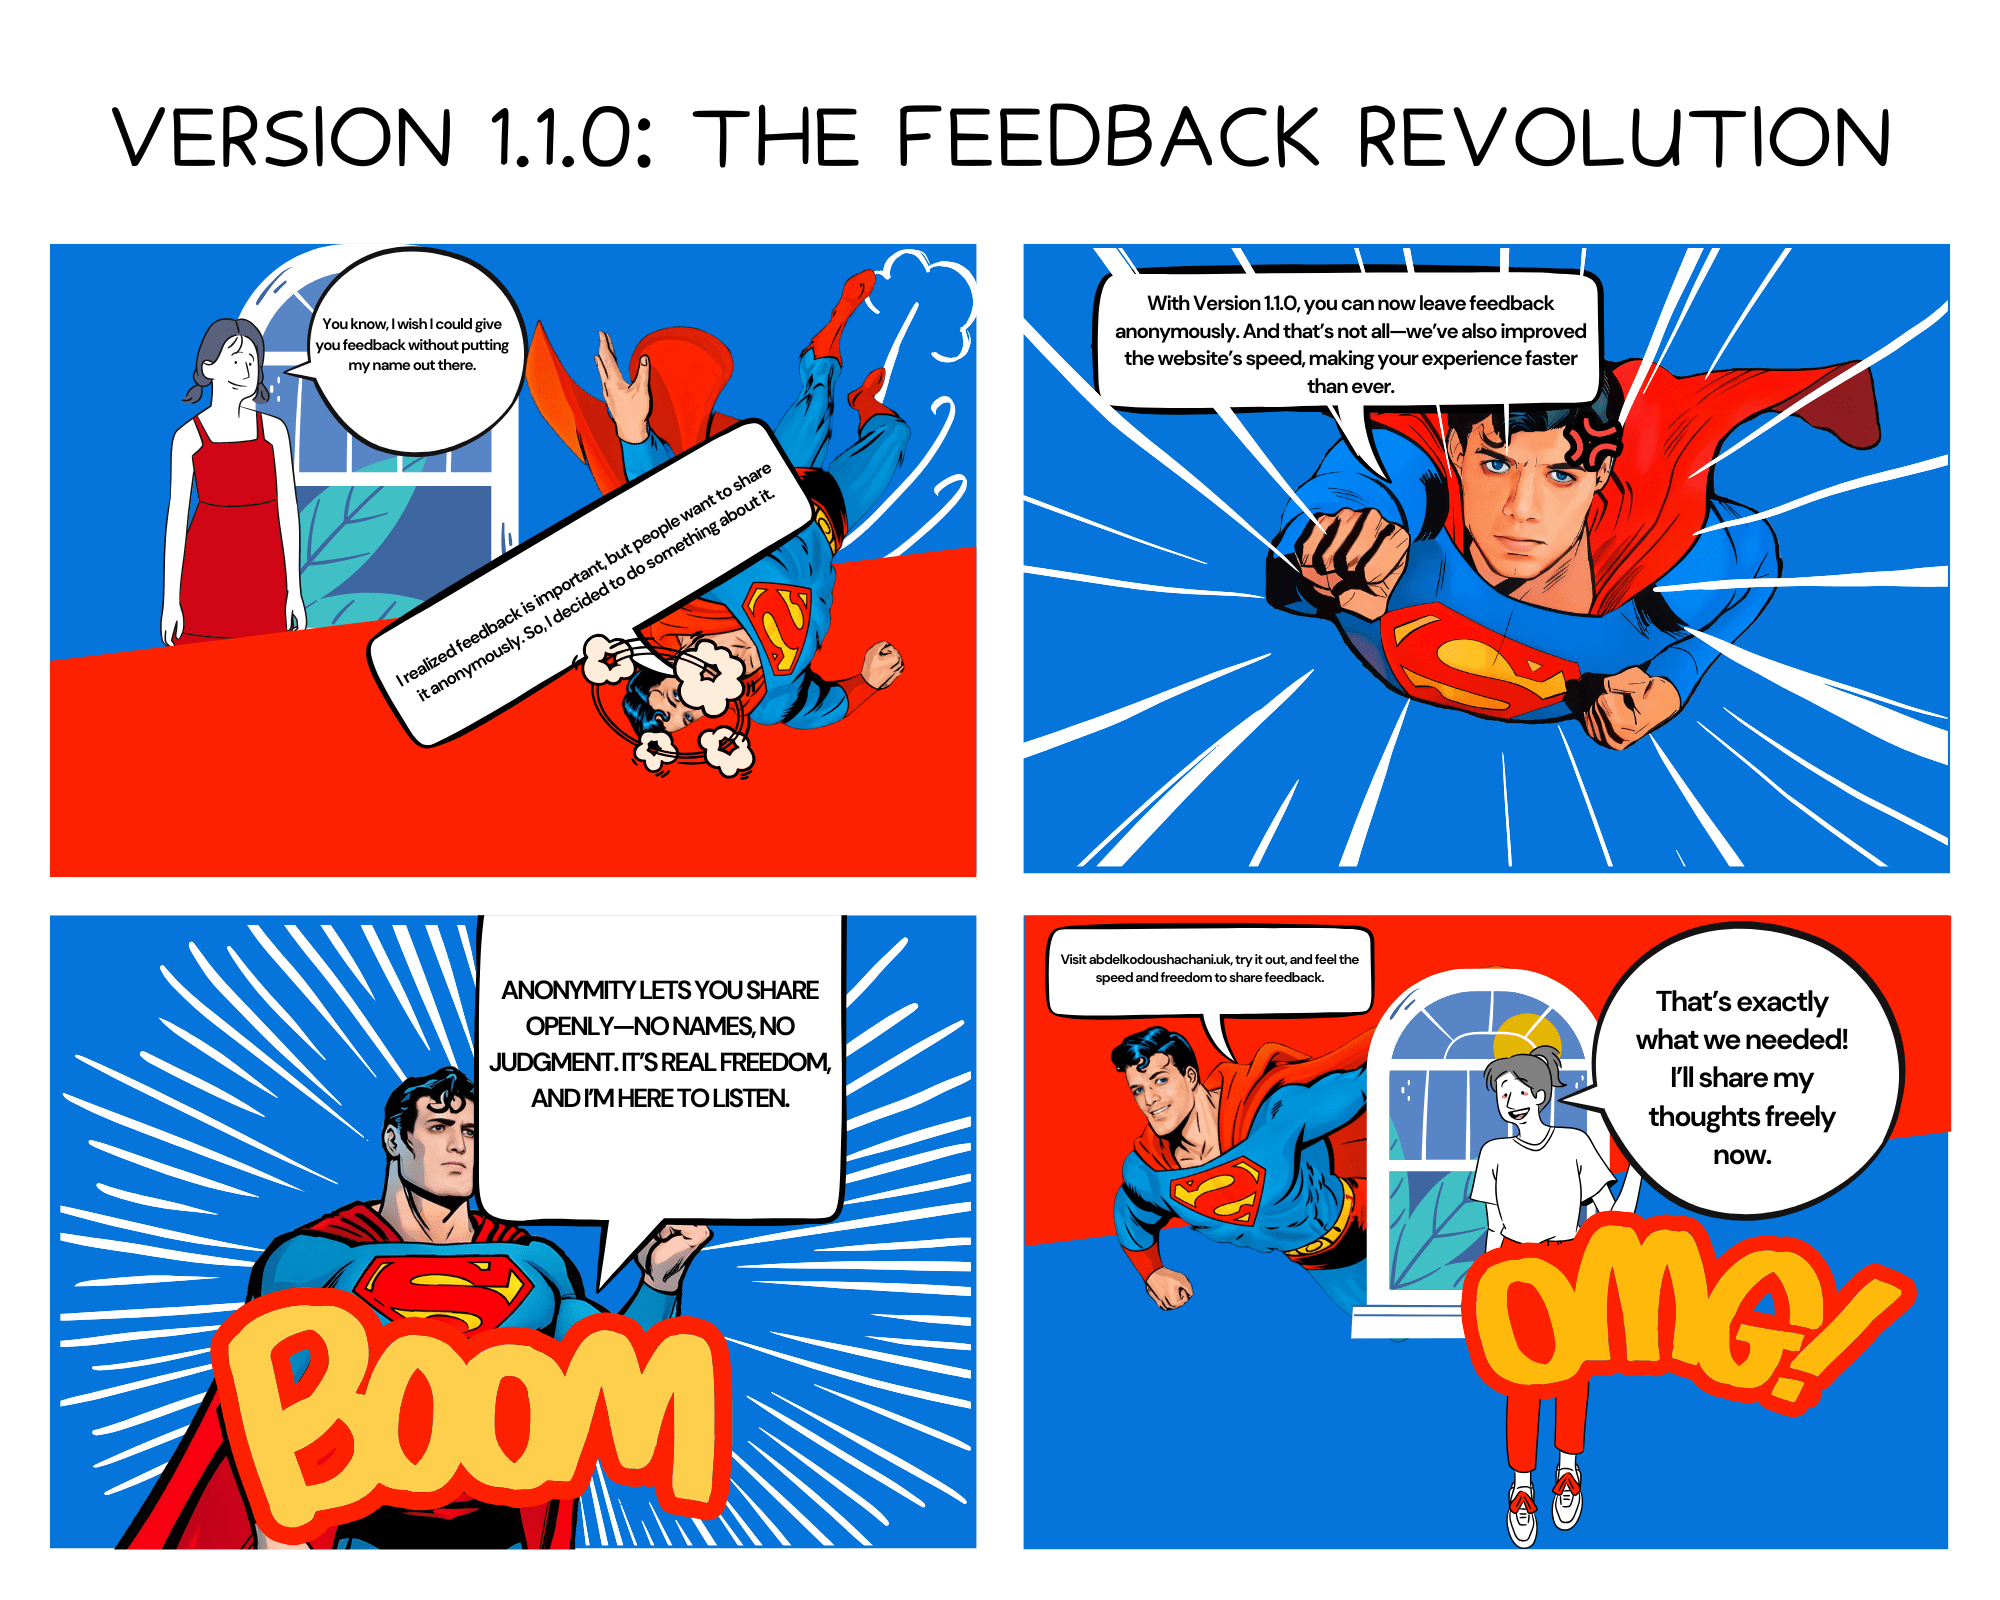 VERSION 1.1.0: THE FEEDBACK REVOLUTION
You know, I wish I could give
you feedback without putting
my name out there.
I realized feedback is important, but people want to share
it anonymously. So, I decided to do something about it.
With Version 1.1.0, you can now leave feedback
anonymously. And that's not all—we've also improved
the website's speed, making your experience faster
than ever.
ANONYMITY LETS YOU SHARE
OPENLY—NO NAMES, NO
JUDGMENT. IT'S REAL FREEDOM,
AND I'M HERE TO LISTEN.
S
BOOM
Visit abdelkodoushachani.uk, try it out, and feel the
speed and freedom to share feedback.
That's exactly
what we needed!
I'll share my
thoughts freely
now.
OMG!